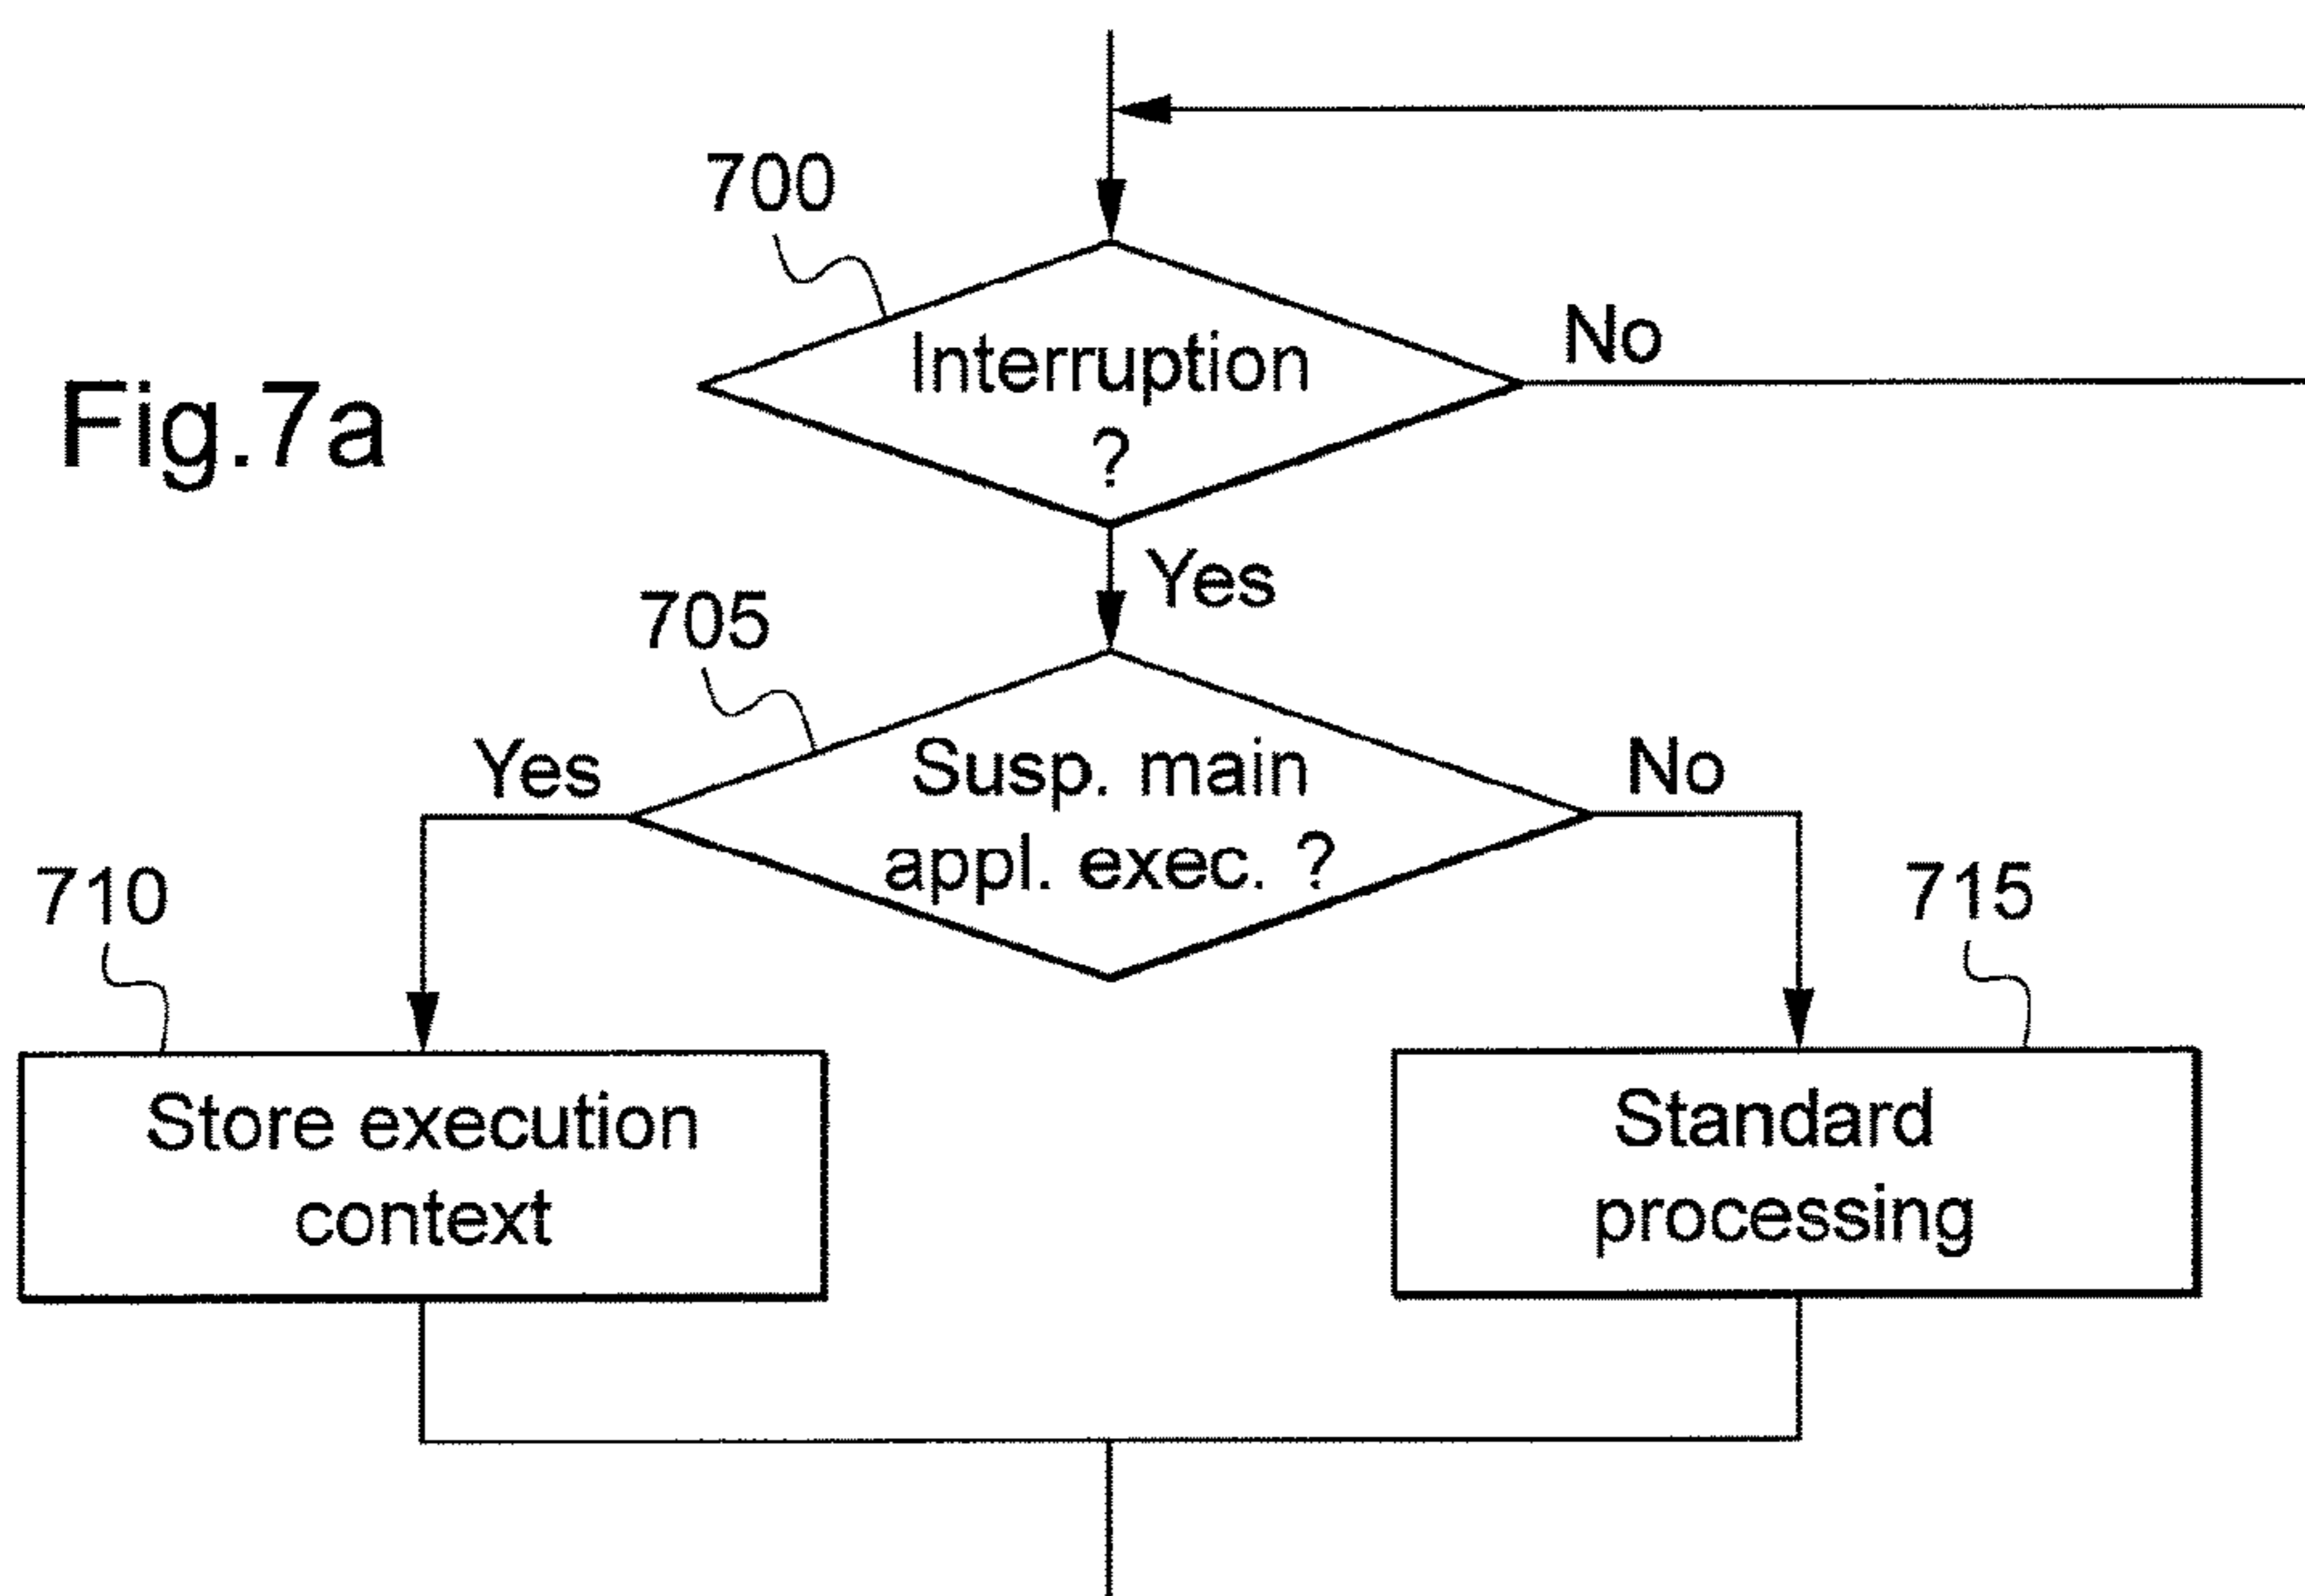 700
Interruption
?
No
Fig.7a
Yes
705
Yes
Susp. main
appl. exec. ?
No
710
715
Store execution
context
Standard
processing